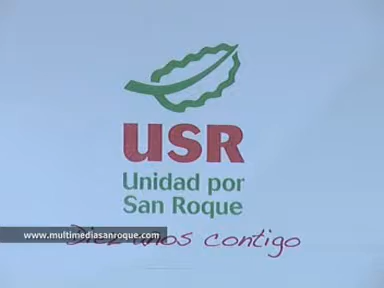 USR
Unidad por
San Roque
www.multimediasanroque.com
Diez años contigo